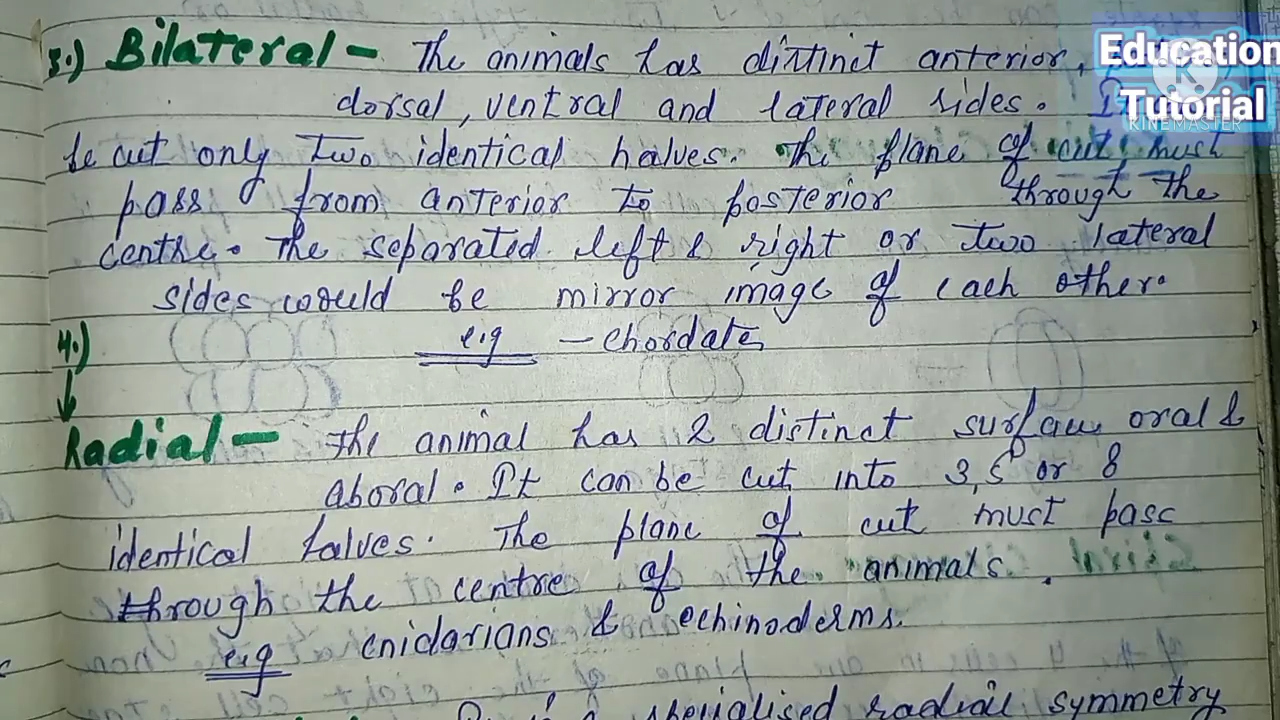 3.) Bilateral - The animals has distinct anterior,
dorsal, ventral and lateral sides.
be cut only two identical halves. The plane of cut must
pass from anterior to posterior through the
centre. The separated left & right or two lateral
sides would be mirror image of each other.
e.g - chordate
4.)
Radial - the animal has 2 distinct surface oral &
aboral. It can be cut into 3, 5 or 8
identical halves. The plane of cut must pass
through the centre of the animals.
e.g cnidarians & echinoderms.
specialised radial symmetry
Education
Tutorial
KINEMASTER